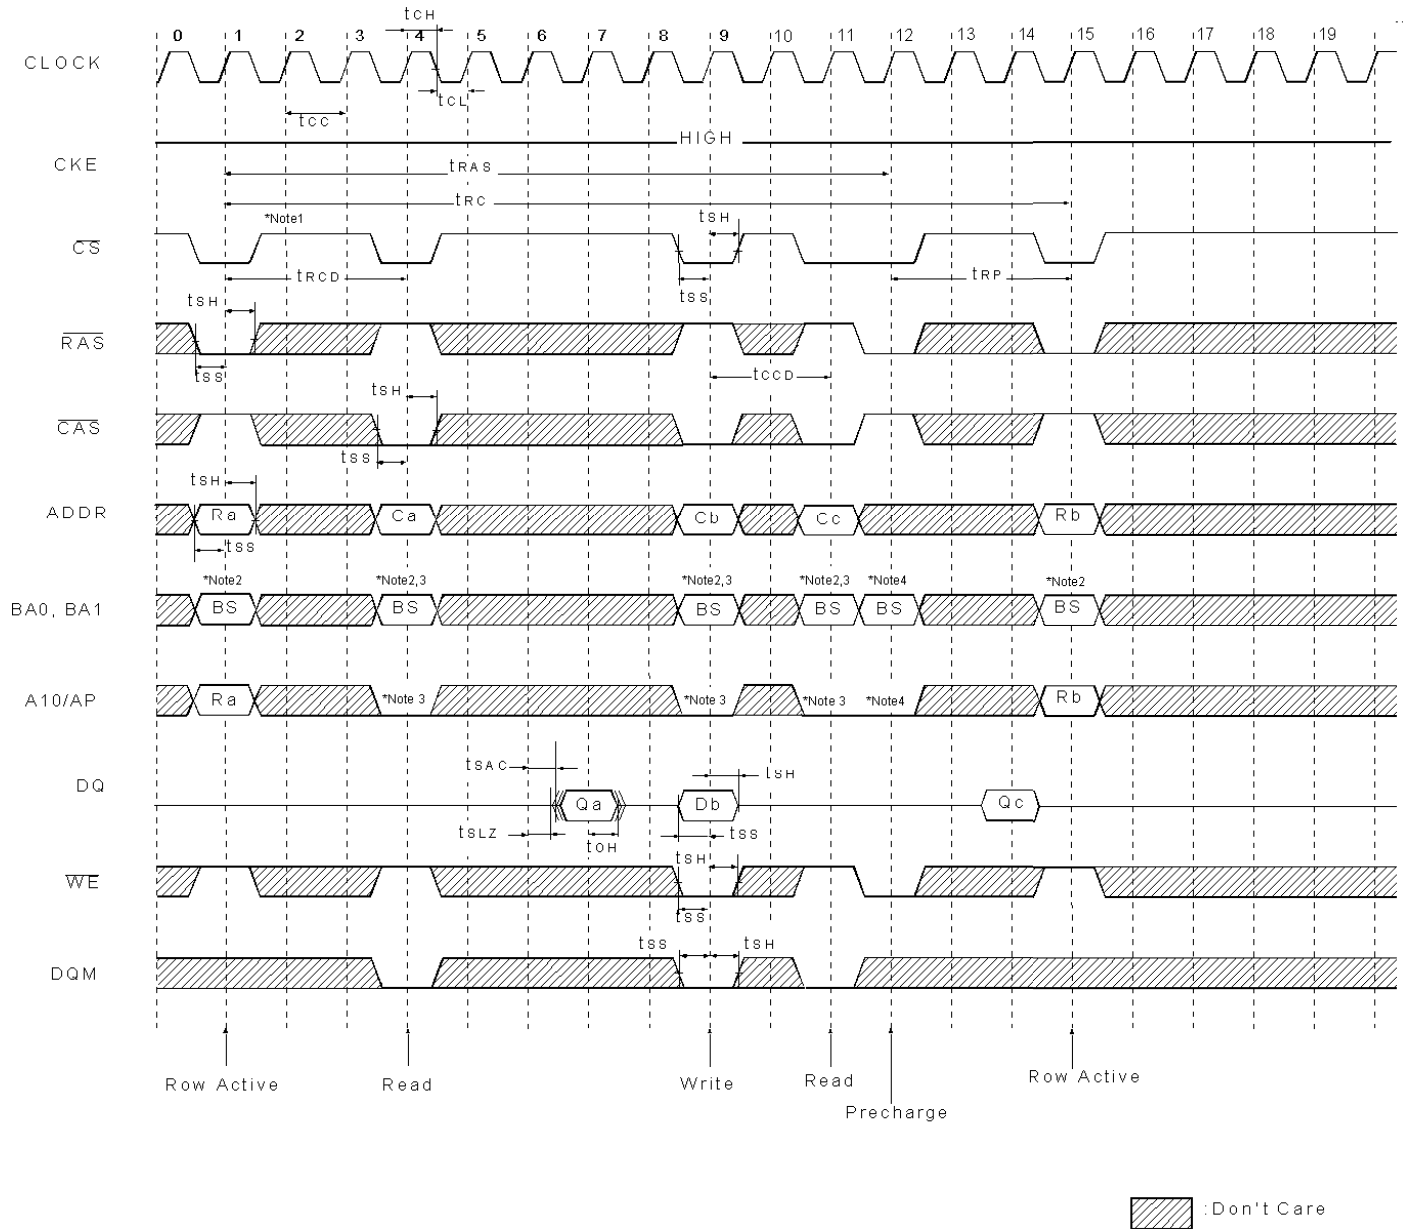 tCH
0 1 2 3 4 5 6 7 8 9 10 11 12 13 14 15 16 17 18 19
CLOCK
tCL
tCC
HIGH
CKE
tRAS
tRC
*Note1
tSH
CS
tRCD
tRP
tSS
tSH
RAS
tSS
tCCD
tSH
CAS
tSS
tSH
ADDR
Ra Ca Cb Cc Rb
tSS
*Note2 *Note2,3 *Note2,3 *Note2,3 *Note4 *Note2
BA0, BA1
BS BS BS BS BS BS
A10/AP
Ra *Note 3 *Note 3 *Note 3 *Note4 Rb
tSAC
tSH
DQ
Qa Db Qc
tSLZ
tOH
tSS
tSH
WE
tSS
tSS tSH
DQM
Row Active Read Write Read Row Active
Precharge
:Don't Care